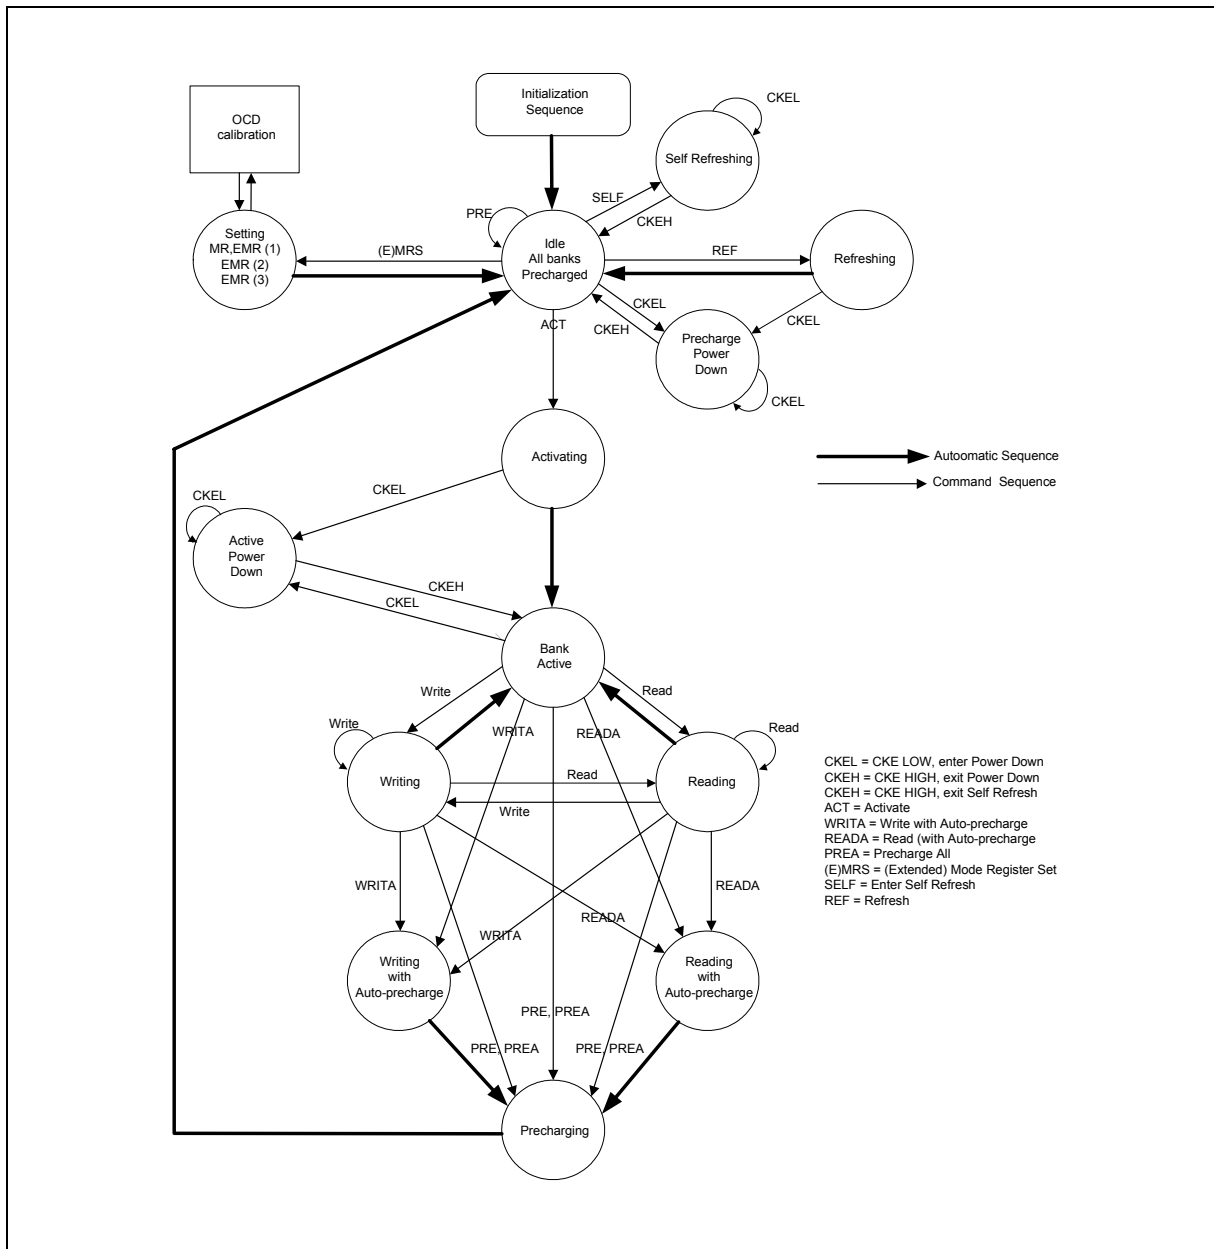 Initialization
Sequence
CKEL
OCD
calibration
Self Refreshing
SELF
CKEH
PRE
Setting
MR,EMR (1)
EMR (2)
EMR (3)
(E)MRS
Idle
All banks
Precharged
REF
Refreshing
CKEL
CKEH
CKEL
ACT
Precharge
Power
Down
CKEL
Activating
Autoomatic Sequence
Command Sequence
CKEL
CKEL
Active
Power
Down
CKEH
CKEL
Bank
Active
Write
Read
Write
WRITA
READA
Read
Writing
Read
Reading
Write
CKEL = CKE LOW, enter Power Down
CKEH = CKE HIGH, exit Power Down
CKEH = CKE HIGH, exit Self Refresh
ACT = Activate
WRITA = Write with Auto-precharge
READA = Read (with Auto-precharge
PREA = Precharge All
(E)MRS = (Extended) Mode Register Set
SELF = Enter Self Refresh
REF = Refresh
WRITA
READA
READA
WRITA
Writing
with
Auto-precharge
Reading
with
Auto-precharge
PRE, PREA
PRE, PREA
PRE, PREA
Precharging